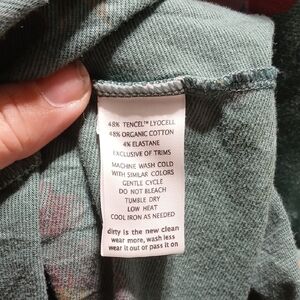 48% TENCEL™ LYOCELL
48% ORGANIC COTTON
4% ELASTANE
EXCLUSIVE OF TRIMS
MACHINE WASH COLD
WITH SIMILAR COLORS
GENTLE CYCLE
DO NOT BLEACH
TUMBLE DRY
LOW HEAT
COOL IRON AS NEEDED
dirty is the new clean
wear more, wash less
wear it out or pass it on